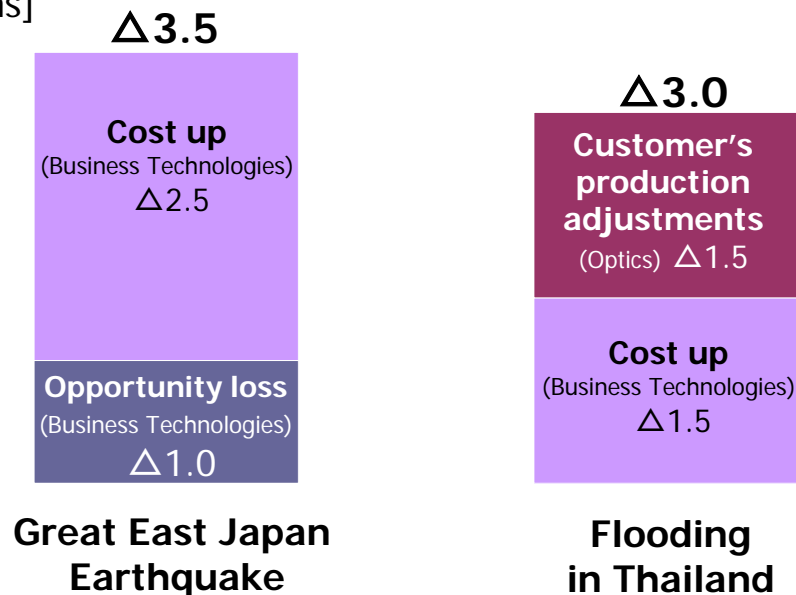 △3.5
Cost up
(Business Technologies)
△2.5
Opportunity loss
(Business Technologies)
△1.0
Great East Japan
Earthquake
△3.0
Customer's
production
adjustments
(Optics) △1.5
Cost up
(Business Technologies)
△1.5
Flooding
in Thailand